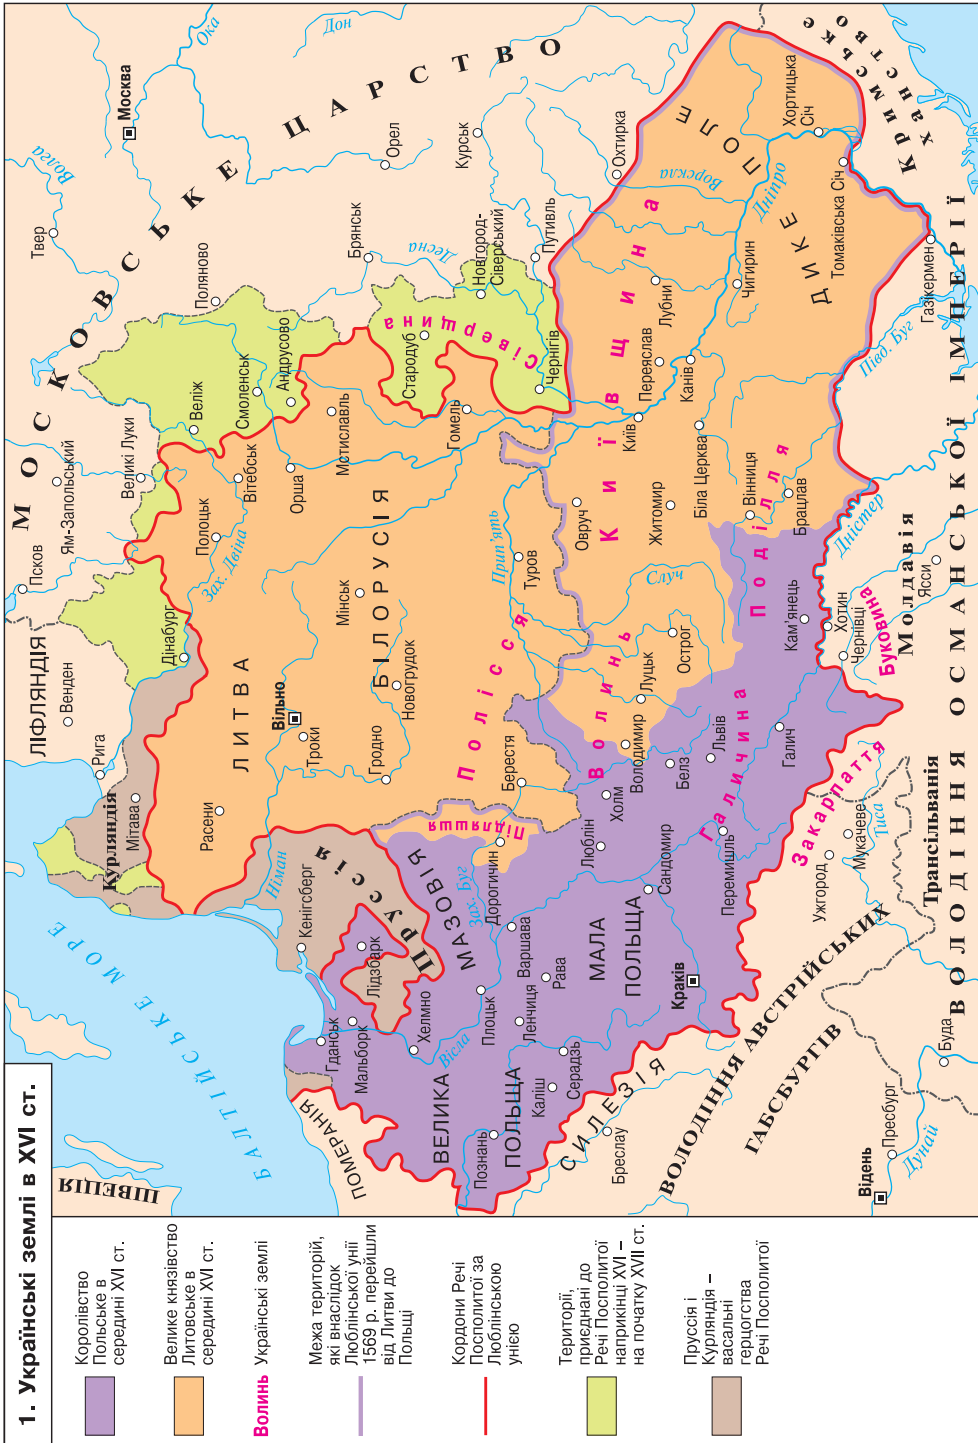 1. Українські землі в XVI ст.
Королівство
Польське в
середині XVI ст.
Велике князівство
Литовське в
середині XVI ст.
Волинь
Українські землі
Межа територій,
які внаслідок
Люблінської унії
1569 р. перейшли
від Литви до
Польщі
Кордони Речі
Посполитої за
Люблінською
унією
Території,
приєднані до
Речі Посполитої
наприкінці XVI –
на початку XVII ст.
Пруссія і
Курляндія –
васальні
герцогства
Речі Посполитої
ШВЕЦІЯ
БАЛТІЙСЬКЕ МОРЕ
ЛІФЛЯНДІЯ
МОСКОВСЬКЕ ЦАРСТВО
Псков
Ям-Запольський
Великі Луки
Твер
Волга
Москва
Ока
Дон
Венден
Рига
Мітава
Курляндія
Дінабург
Зах. Двіна
Полоцьк
Вітебськ
Веліж
Поляново
Смоленськ
Андрусово
Орша
Мстиславль
Брянськ
Орел
Курськ
Десна
Стародуб
Новгород-
Сіверський
Путивль
Сіверщина
Чернігів
Гомель
ЛИТВА
Расени
Вільно
Троки
Німан
БІЛОРУСІЯ
Мінськ
Новогрудок
Гродно
Кенігсберг
Пруссія
Лідзбарк
Гданськ
Мальборк
Хелмно
ПОМЕРАНІЯ
МАЗОВІЯ
Підляшшя
Полісся
Берестя
Дорогичин
Зах. Буг
Прип'ять
Туров
ВЕЛИКА
ПОЛЬЩА
Познань
Вісла
Плоцьк
Варшава
Ленчиця
Рава
Каліш
Серадзь
МАЛА
ПОЛЬЩА
Люблін
Холм
Сандомир
Краків
СИЛЕЗІЯ
Бреслау
Волинь
Володимир
Луцьк
Острог
Случ
Белз
Львів
Галичина
Перемишль
Галич
Київщина
Овруч
Житомир
Київ
Біла Церква
Переяслав
Канів
Лубни
Чигирин
Охтирка
Ворскла
Дніпро
ДИКЕ ПОЛЕ
Хортицька
Січ
Томаківська Січ
Поділля
Вінниця
Брацлав
Кам'янець
Хотин
Чернівці
Буковина
Дністер
Півд. Буг
Газікермен
Кримське
ханство
Молдавія
Ясси
Закарпаття
Ужгород
Мукачеве
Тиса
Трансільванія
ВОЛОДІННЯ АВСТРІЙСЬКИХ
ГАБСБУРГІВ
ВОЛОДІННЯ ОСМАНСЬКОЇ ІМПЕРІЇ
Відень
Пресбург
Дунай
Буда